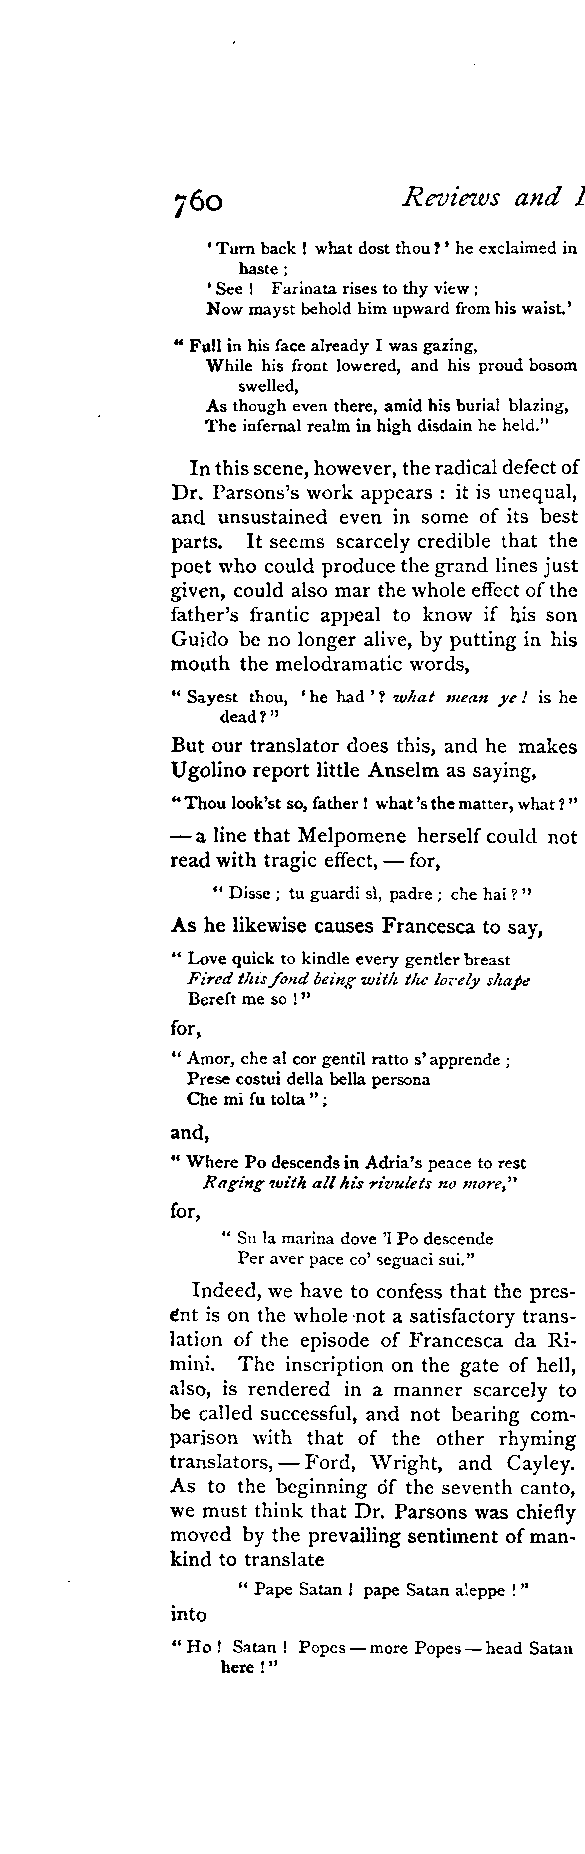 760 Reviews and
'Turn back ! what dost thou ?' he exclaimed in
haste ;
'See ! Farinata rises to thy view ;
Now mayst behold him upward from his waist.'
" Full in his face already I was gazing,
While his front lowered, and his proud bosom
swelled,
As though even there, amid his burial blazing,
The infernal realm in high disdain he held."
In this scene, however, the radical defect of
Dr. Parsons's work appears : it is unequal,
and unsustained even in some of its best
parts. It seems scarcely credible that the
poet who could produce the grand lines just
given, could also mar the whole effect of the
father's frantic appeal to know if his son
Guido be no longer alive, by putting in his
mouth the melodramatic words,
" Sayest thou, 'he had'? what mean ye! is he
dead?"
But our translator does this, and he makes
Ugolino report little Anselm as saying,
"Thou look'st so, father ! what 's the matter, what ?"
— a line that Melpomene herself could not
read with tragic effect, — for,
" Disse ; tu guardi sì, padre ; che hai ?"
As he likewise causes Francesca to say,
" Love quick to kindle every gentler breast
Fired this fond being with the lovely shape
Bereft me so !"
for,
" Amor, che al cor gentil ratto s' apprende ;
Prese costui della bella persona
Che mi fu tolta" ;
and,
" Where Po descends in Adria's peace to rest
Raging with all his rivulets no more,"
for,
" Su la marina dove 'l Po descende
Per aver pace co' seguaci sui."
Indeed, we have to confess that the pres-
ent is on the whole not a satisfactory trans-
lation of the episode of Francesca da Ri-
mini. The inscription on the gate of hell,
also, is rendered in a manner scarcely to
be called successful, and not bearing com-
parison with that of the other rhyming
translators, — Ford, Wright, and Cayley.
As to the beginning of the seventh canto,
we must think that Dr. Parsons was chiefly
moved by the prevailing sentiment of man-
kind to translate
" Pape Satan ! pape Satan aleppe !"
into
" Ho ! Satan ! Popes — more Popes — head Satan
here !"